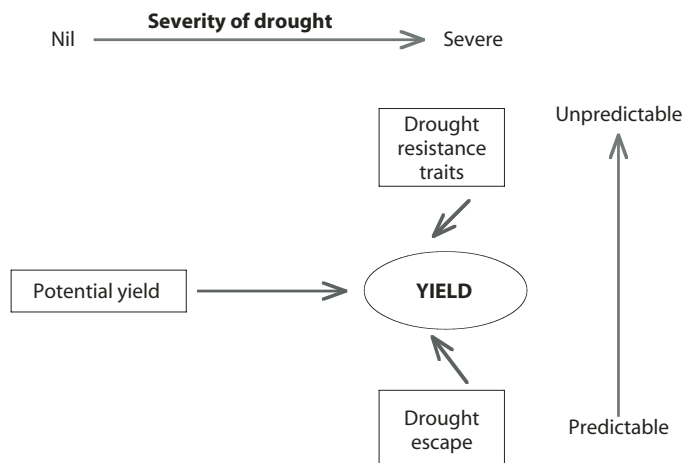 Severity of drought
Nil
Severe
Unpredictable
Drought
resistance
traits
Potential yield
YIELD
Drought
escape
Predictable